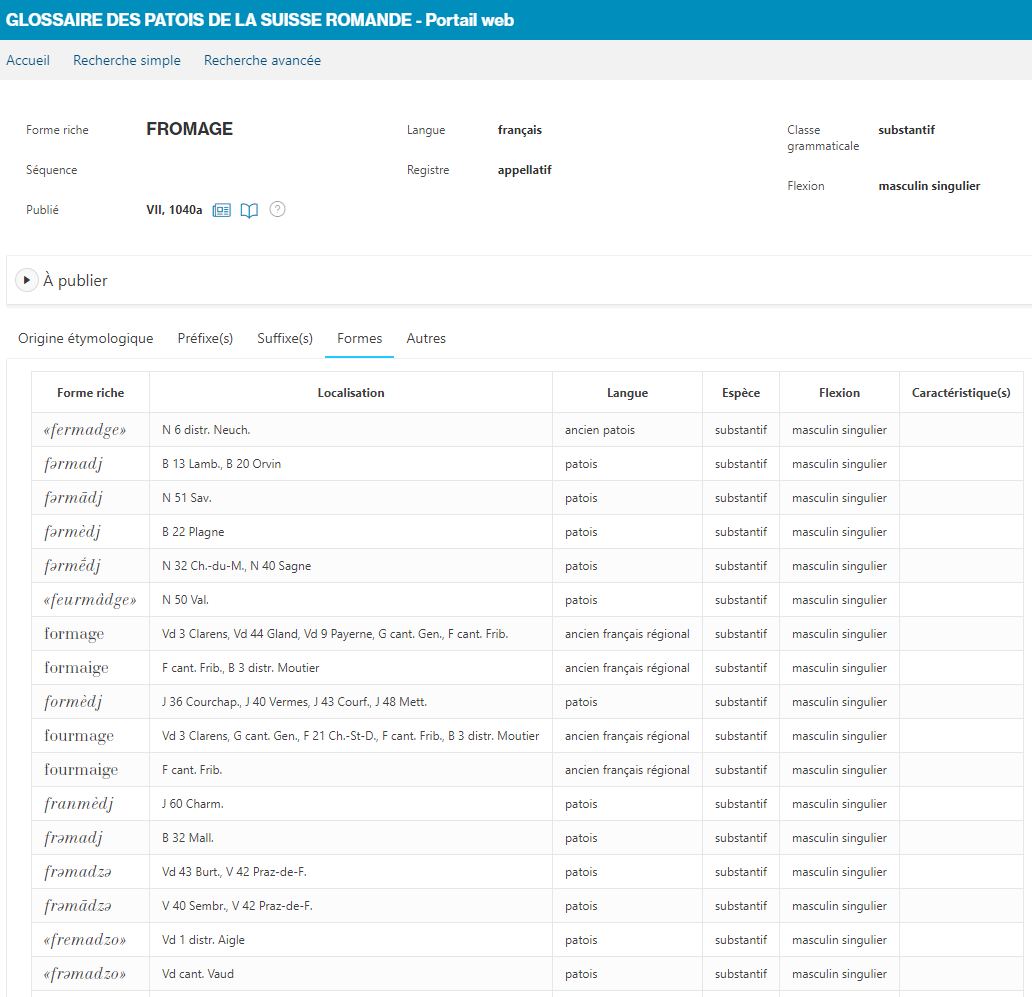 GLOSSAIRE DES PATOIS DE LA SUISSE ROMANDE - Portail web
Accueil Recherche simple Recherche avancée
Forme riche FROMAGE Langue français Classe grammaticale substantif
Séquence Registre appellatif Flexion masculin singulier
Publié VII, 1040a ?
À publier
Origine étymologique Préfixe(s) Suffixe(s) Formes Autres
Forme riche Localisation Langue Espèce Flexion Caractéristique(s)
«fermadge» N 6 distr. Neuch. ancien patois substantif masculin singulier
fərmadj B 13 Lamb., B 20 Orvin patois substantif masculin singulier
fərmādj N 51 Sav. patois substantif masculin singulier
fərmèdj B 22 Plagne patois substantif masculin singulier
fərmḗdj N 32 Ch.-du-M., N 40 Sagne patois substantif masculin singulier
«feurmâdge» N 50 Val. patois substantif masculin singulier
formage Vd 3 Clarens, Vd 44 Gland, Vd 9 Payerne, G cant. Gen., F cant. Frib. ancien français régional substantif masculin singulier
formaige F cant. Frib., B 3 distr. Moutier ancien français régional substantif masculin singulier
formèdj J 36 Courchap., J 40 Vermes, J 43 Courf., J 48 Mett. patois substantif masculin singulier
fourmage Vd 3 Clarens, G cant. Gen., F 21 Ch.-St-D., F cant. Frib., B 3 distr. Moutier ancien français régional substantif masculin singulier
fourmaige F cant. Frib. ancien français régional substantif masculin singulier
franmèdj J 60 Charm. patois substantif masculin singulier
frəmadj B 32 Mall. patois substantif masculin singulier
frəmadzə Vd 43 Burt., V 42 Praz-de-F. patois substantif masculin singulier
frəmādzə V 40 Sembr., V 42 Praz-de-F. patois substantif masculin singulier
«fremadzo» Vd 1 distr. Aigle patois substantif masculin singulier
«frəmadzo» Vd cant. Vaud patois substantif masculin singulier